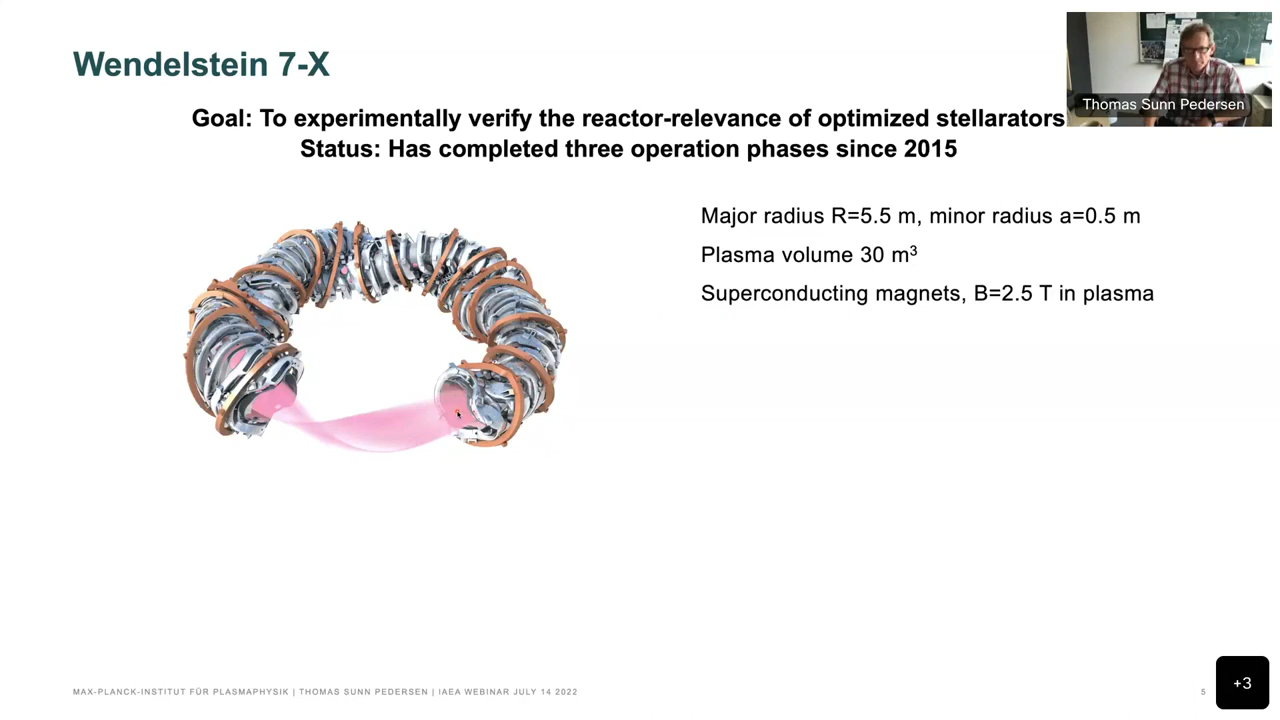 Wendelstein 7-X
Thomas Sunn Pedersen
Goal: To experimentally verify the reactor-relevance of optimized stellarators
Status: Has completed three operation phases since 2015
Major radius R=5.5 m, minor radius a=0.5 m
Plasma volume 30 m³
Superconducting magnets, B=2.5 T in plasma
MAX-PLANCK-INSTITUT FÜR PLASMAPHYSIK | THOMAS SUNN PEDERSEN | IAEA WEBINAR JULY 14 2022
5
+3